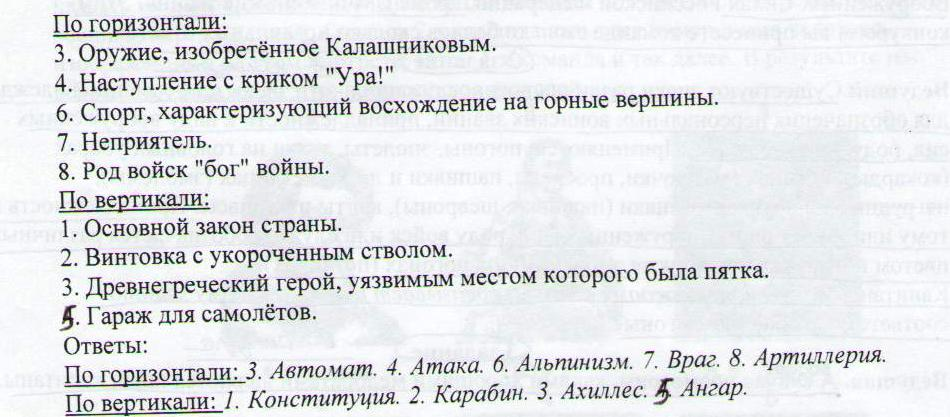 По горизонтали:
3. Оружие, изобретённое Калашниковым.
4. Наступление с криком "Ура!"
6. Спорт, характеризующий восхождение на горные вершины.
7. Неприятель.
8. Род войск "бог" войны.
По вертикали:
1. Основной закон страны.
2. Винтовка с укороченным стволом.
3. Древнегреческий герой, уязвимым местом которого была пятка.
5. Гараж для самолётов.
Ответы:
По горизонтали: 3. Автомат. 4. Атака. 6. Альпинизм. 7. Враг. 8. Артиллерия.
По вертикали: 1. Конституция. 2. Карабин. 3. Ахиллес. 5 Ангар.